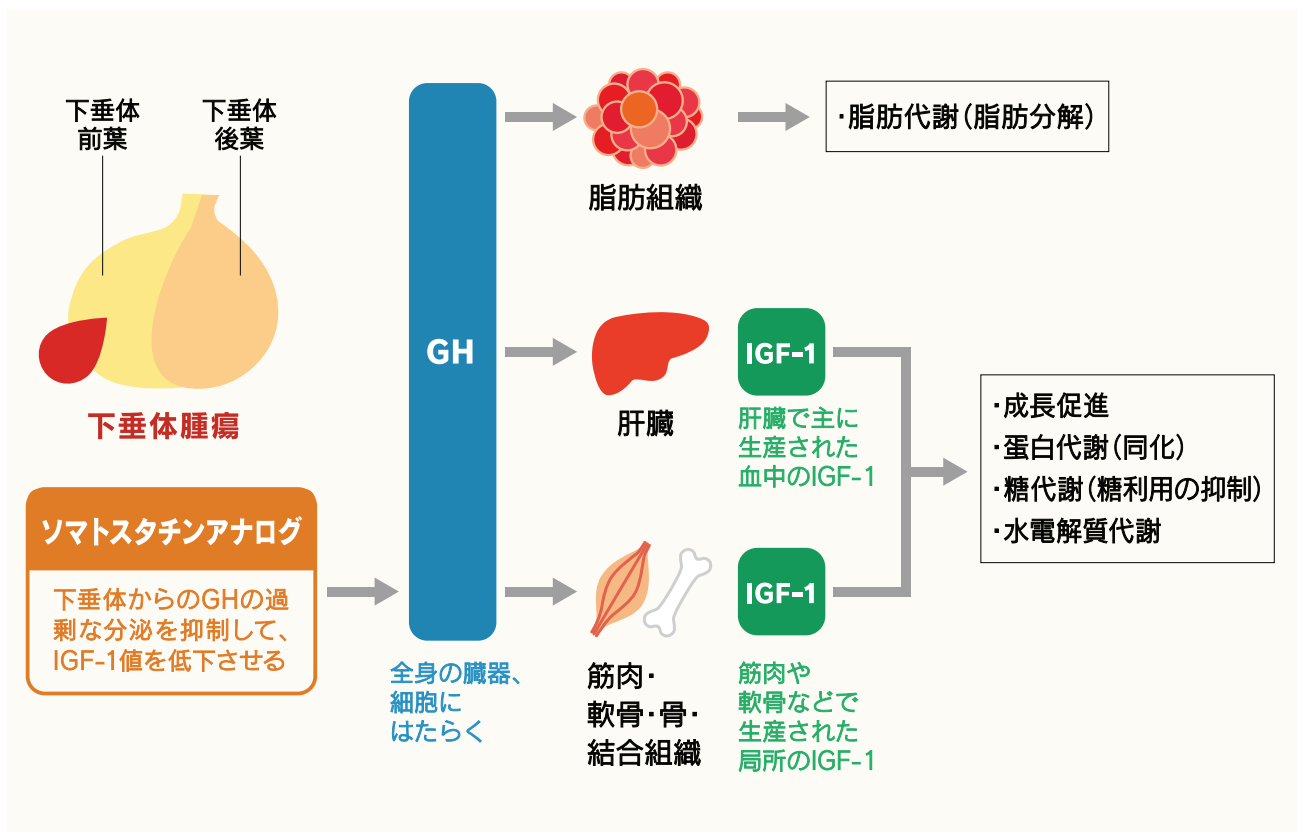 下垂体
前葉
下垂体
後葉
下垂体腫瘍
ソマトスタチンアナログ
下垂体からのGHの過
剰な分泌を抑制して、
IGF-1値を低下させる
GH
全身の臓器、
細胞に
はたらく
脂肪組織
・脂肪代謝（脂肪分解）
肝臓
IGF-1
肝臓で主に
生産された
血中のIGF-1
筋肉・
軟骨・骨・
結合組織
IGF-1
筋肉や
軟骨などで
生産された
局所のIGF-1
・成長促進
・蛋白代謝（同化）
・糖代謝（糖利用の抑制）
・水電解質代謝